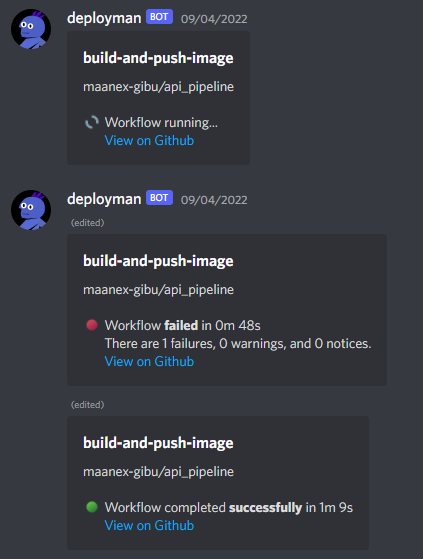 deployman BOT 09/04/2022
build-and-push-image
maanex-gibu/api_pipeline
Workflow running...
View on Github
deployman BOT 09/04/2022
(edited)
build-and-push-image
maanex-gibu/api_pipeline
Workflow failed in 0m 48s
There are 1 failures, 0 warnings, and 0 notices.
View on Github
(edited)
build-and-push-image
maanex-gibu/api_pipeline
Workflow completed successfully in 1m 9s
View on Github